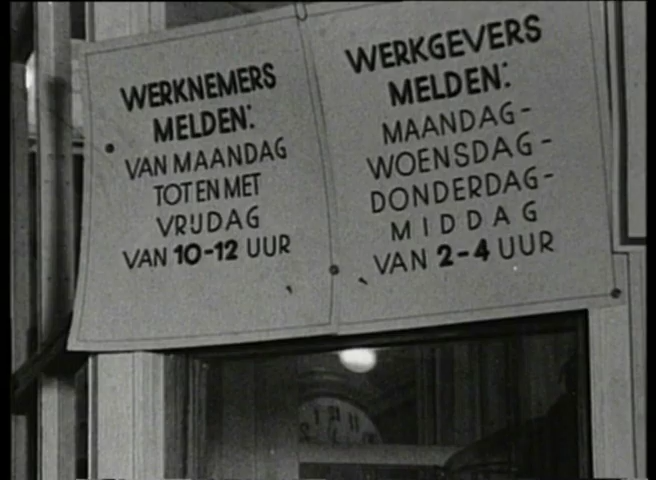 WERKNEMERS
MELDEN:
VAN MAANDAG
TOT EN MET
VRIJDAG
VAN 10-12 UUR
WERKGEVERS
MELDEN:
MAANDAG-
WOENSDAG-
DONDERDAG-
MIDDAG
VAN 2-4 UUR